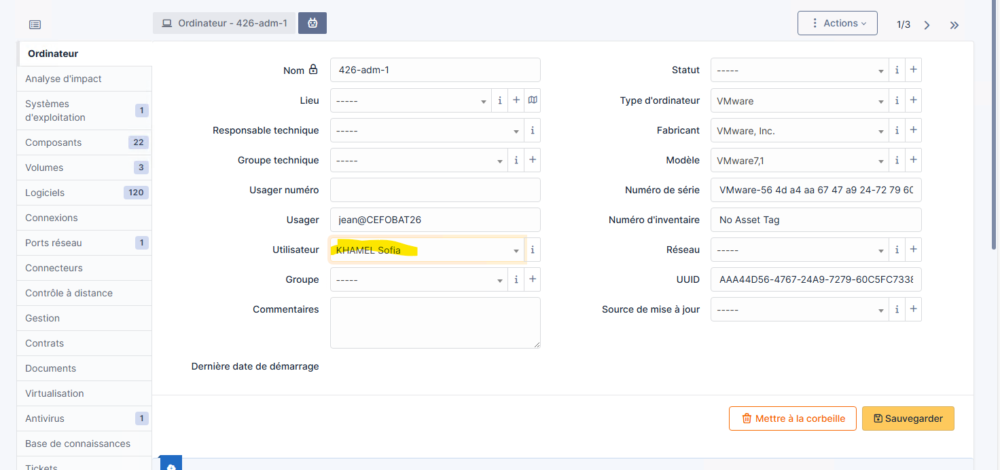 Ordinateur - 426-adm-1
Actions
1/3
Ordinateur
Analyse d'impact
Systèmes
d'exploitation
1
Composants
22
Volumes
3
Logiciels
120
Connexions
Ports réseau
1
Connecteurs
Contrôle à distance
Gestion
Contrats
Documents
Virtualisation
Antivirus
1
Base de connaissances
Tickets
Nom
426-adm-1
Lieu
-----
Responsable technique
-----
Groupe technique
-----
Usager numéro
Usager
jean@CEFOBAT26
Utilisateur
KHAMEL Sofia
Groupe
-----
Commentaires
Dernière date de démarrage
Statut
-----
Type d'ordinateur
VMware
Fabricant
VMware, Inc.
Modèle
VMware7,1
Numéro de série
VMware-56 4d a4 aa 67 47 a9 24-72 79 60
Numéro d'inventaire
No Asset Tag
Réseau
-----
UUID
AAA44D56-4767-24A9-7279-60C5FC7338
Source de mise à jour
-----
Mettre à la corbeille
Sauvegarder